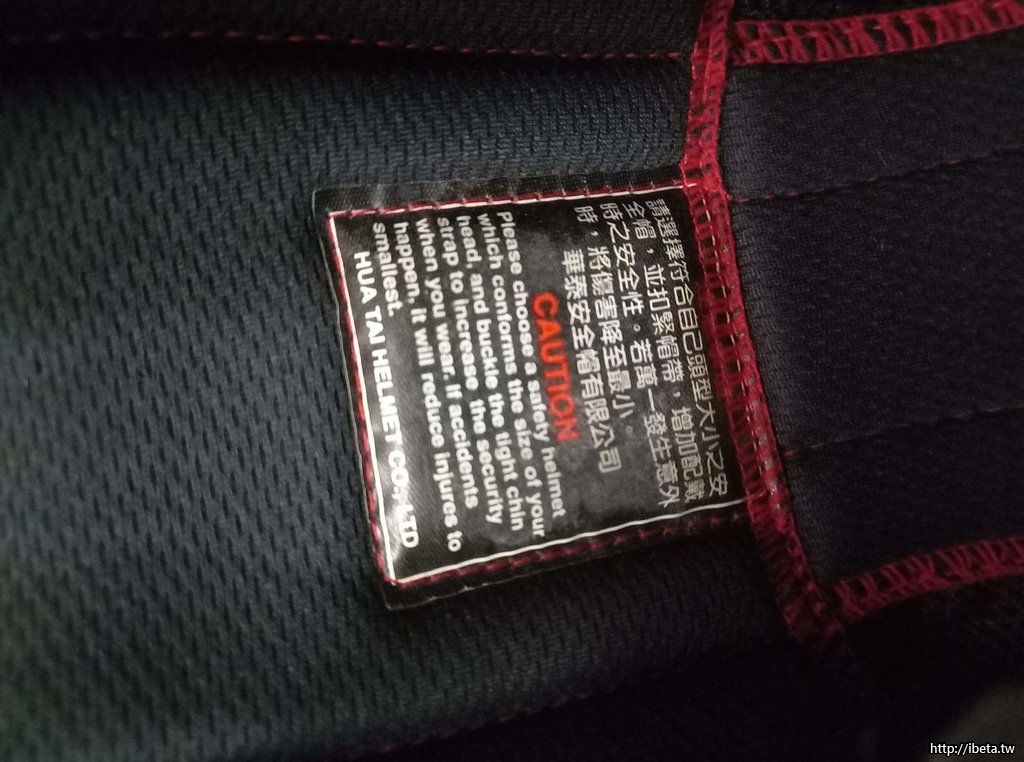 請選擇符合自己頭型大小之安
全帽，並扣緊帽帶，增加配戴
時之安全性。若萬一發生意外
時，將傷害降至最小。
華泰安全帽有限公司
CAUTION
Please choose a safety helmet
which conforms the size of your
head, and buckle the tight chin
strap to increase the security
when you wear. If accidents
happen, it will reduce injures to
smallest.
HUA TAI HELMET CO., LTD
http://ibeta.tw